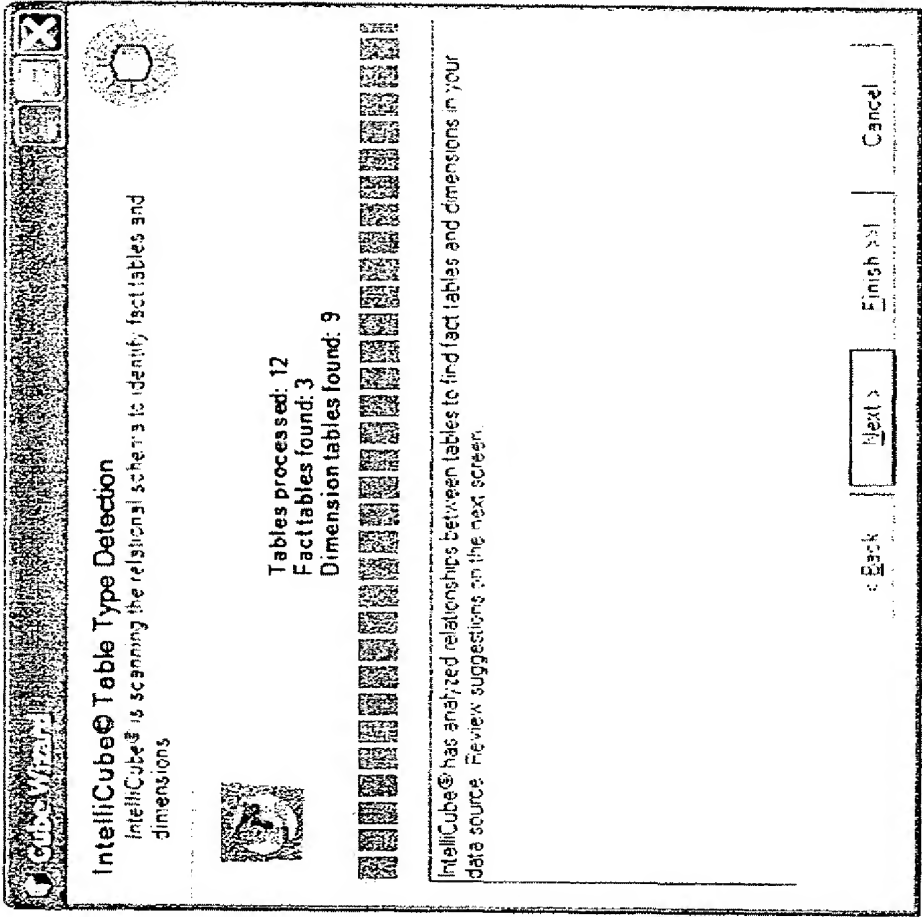 Cube Wizard
IntelliCube® Table Type Detection
IntelliCube® is scanning the relational schema to identify fact tables and
dimensions
Tables processed: 12
Fact tables found: 3
Dimension tables found: 9
IntelliCube® has analyzed relationships between tables to find fact tables and dimensions in your
data source. Review suggestions on the next screen.
< Back
Next >
Finish >>|
Cancel